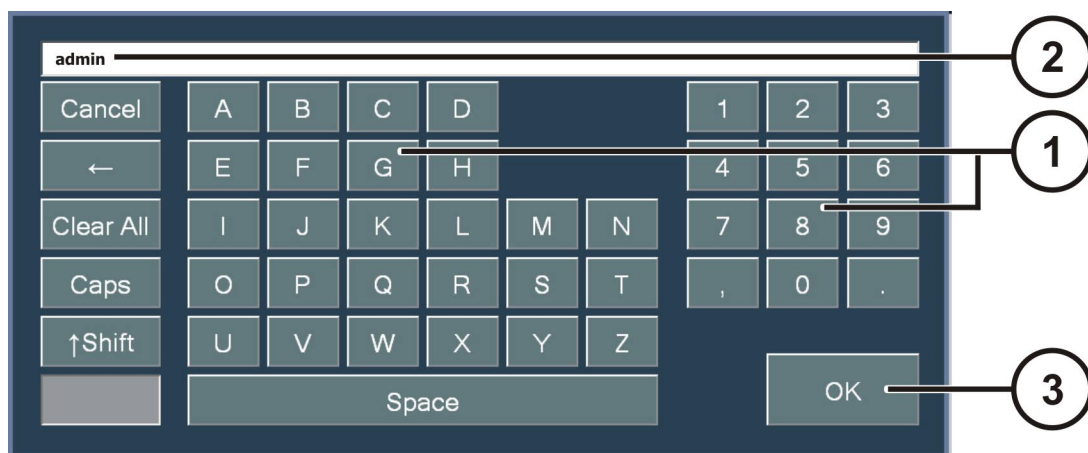 admin
2
Cancel A B C D 1 2 3
← E F G H 4 5 6
1
Clear All I J K L M N 7 8 9
Caps O P Q R S T , 0 .
↑Shift U V W X Y Z
Space OK
3